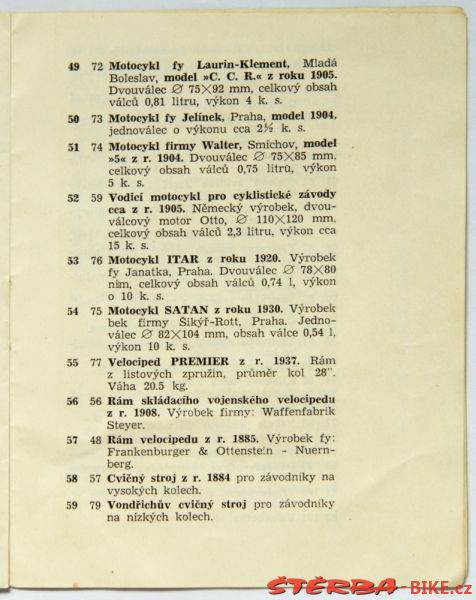 49 72 Motocykl fy Laurin-Klement, Mladá
Boleslav, model »C. C. R.« z roku 1905.
Dvouválec ∅ 75×92 mm, celkový obsah
válců 0,81 litru, výkon 4 k. s.
50 73 Motocykl fy Jelínek, Praha, model 1904,
jednoválec o výkonu cca 2½ k. s.
51 74 Motocykl firmy Walter, Smíchov, model
»5« z r. 1904. Dvouválec ∅ 75×85 mm,
celkový obsah válců 0,75 litru, výkon
5 k. s.
52 59 Vodicí motocykl pro cyklistické závody
cca z r. 1905. Německý výrobek, dvou-
válcový motor Otto, ∅ 110×120 mm,
celkový obsah válců 2,3 litru, výkon cca
15 k. s.
53 76 Motocykl ITAR z roku 1920. Výrobek
fy Janatka, Praha. Dvouválec ∅ 78×80
mm, celkový obsah válců 0,74 l, výkon
o 10 k. s.
54 75 Motocykl SATAN z roku 1930. Výrobek
bek firmy Šikýř-Rott, Praha. Jedno-
válec ∅ 82×104 mm, obsah válce 0,54 l,
výkon 10 k. s.
55 77 Velociped PREMIER z r. 1937. Rám
z listových zpružin, průměr kol 28".
Váha 20.5 kg.
56 56 Rám skládacího vojenského velocipedu
z r. 1908. Výrobek firmy: Waffenfabrik
Steyer.
57 48 Rám velocipedu z r. 1885. Výrobek fy:
Frankenburger & Ottenstein - Nuern-
berg.
58 57 Cvičný stroj z r. 1884 pro závodníky na
vysokých kolech.
59 79 Vondřichův cvičný stroj pro závodníky
na nízkých kolech.
ŠTĚRBA-BIKE.cz